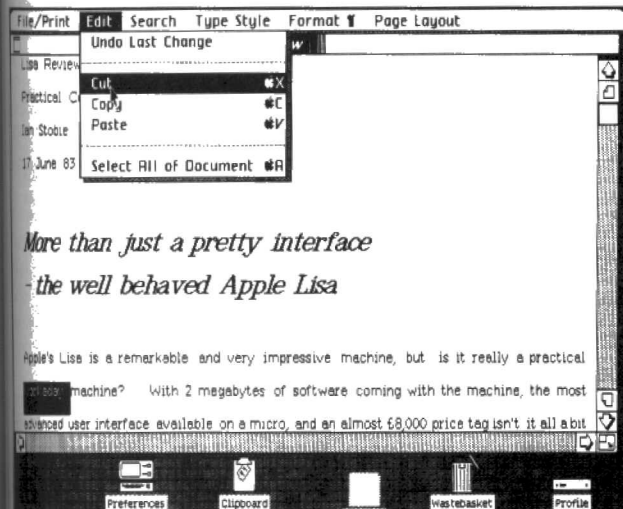 File/Print Edit Search Type Style Format Page Layout
Undo Last Change
w
Lisa Review
Cut X
Practical C
Copy C
Ian Stobie
Paste V
17 June 83
Select All of Document A
More than just a pretty interface
- the well behaved Apple Lisa
Apple's Lisa is a remarkable and very impressive machine, but is it really a practical
machine? With 2 megabytes of software coming with the machine, the most
advanced user interface available on a micro, and an almost £8,000 price tag isn't it all a bit
Preferences Clipboard Wastebasket Profile